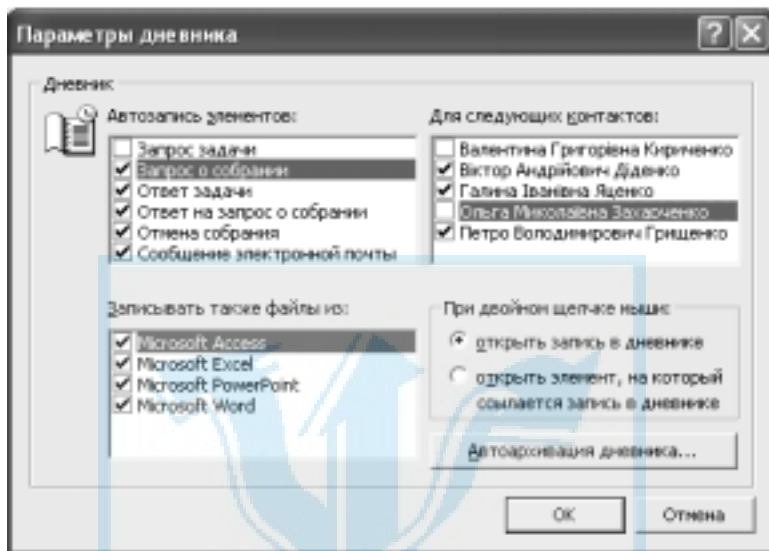 Параметры дневника
Дневник
Автозапись элементов:
Запрос задачи
Запрос о собрании
Ответ задачи
Ответ на запрос о собрании
Отмена собрания
Сообщение электронной почты
Для следующих контактов:
Валентина Григорівна Кириченко
Віктор Андрійович Діденко
Галина Іванівна Яценко
Ольга Миколаївна Захарченко
Петро Володимирович Грищенко
Записывать также файлы из:
Microsoft Access
Microsoft Excel
Microsoft PowerPoint
Microsoft Word
При двойном щелчке мыши:
открыть запись в дневнике
открыть элемент, на который
ссылается запись в дневнике
Автоархивация дневника...
ОК
Отмена